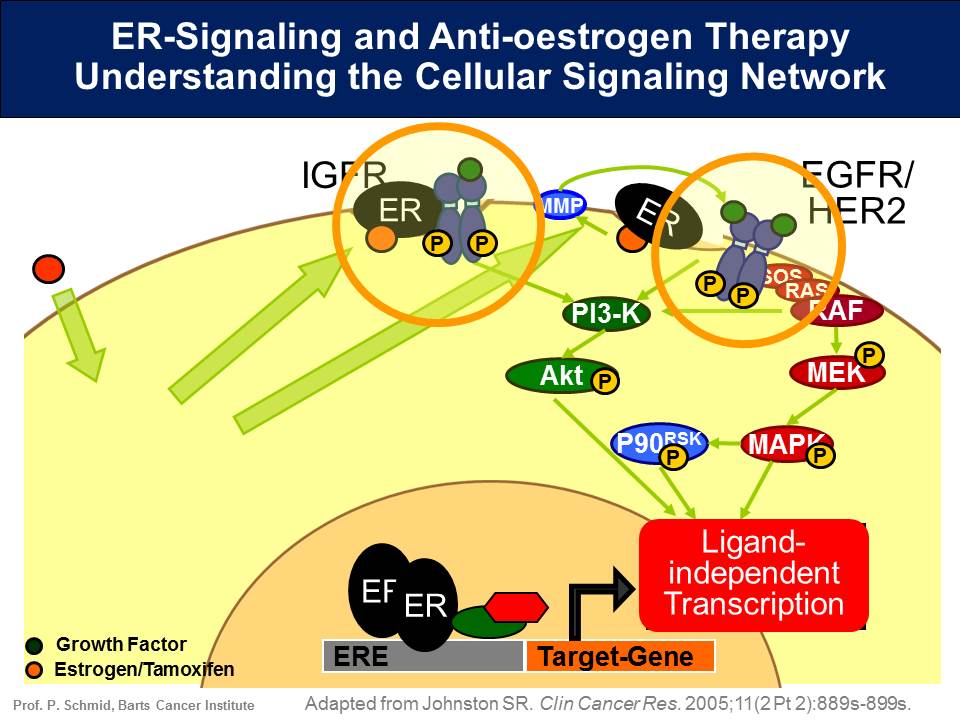 ER-Signaling and Anti-oestrogen Therapy
Understanding the Cellular Signaling Network
IGFR
EGFR/
HER2
ER
MMP
ER
P
P
P
P
SOS
RAS
RAF
PI3-K
Akt
P
MEK
P
P90RSK
P
MAPK
P
Ligand-
independent
Transcription
ER
ER
ERE
Target-Gene
Growth Factor
Estrogen/Tamoxifen
Prof. P. Schmid, Barts Cancer Institute
Adapted from Johnston SR. Clin Cancer Res. 2005;11(2 Pt 2):889s-899s.